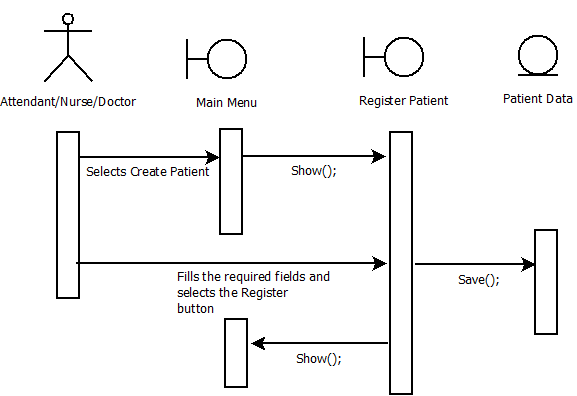 Attendant/Nurse/Doctor
Main Menu
Register Patient
Patient Data
Selects Create Patient
Show();
Fills the required fields and
selects the Register
button
Save();
Show();